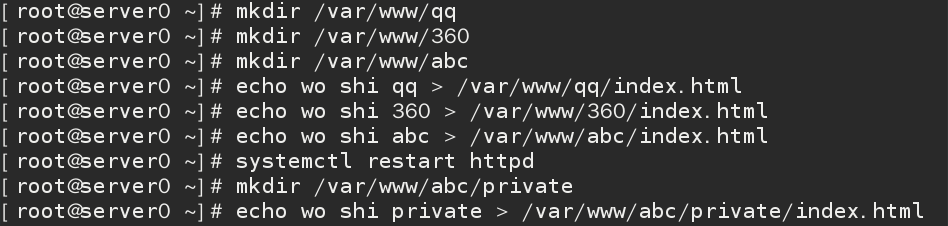 [root@server0 ~]# mkdir /var/www/qq
[root@server0 ~]# mkdir /var/www/360
[root@server0 ~]# mkdir /var/www/abc
[root@server0 ~]# echo wo shi qq > /var/www/qq/index.html
[root@server0 ~]# echo wo shi 360 > /var/www/360/index.html
[root@server0 ~]# echo wo shi abc > /var/www/abc/index.html
[root@server0 ~]# systemctl restart httpd
[root@server0 ~]# mkdir /var/www/abc/private
[root@server0 ~]# echo wo shi private > /var/www/abc/private/index.html